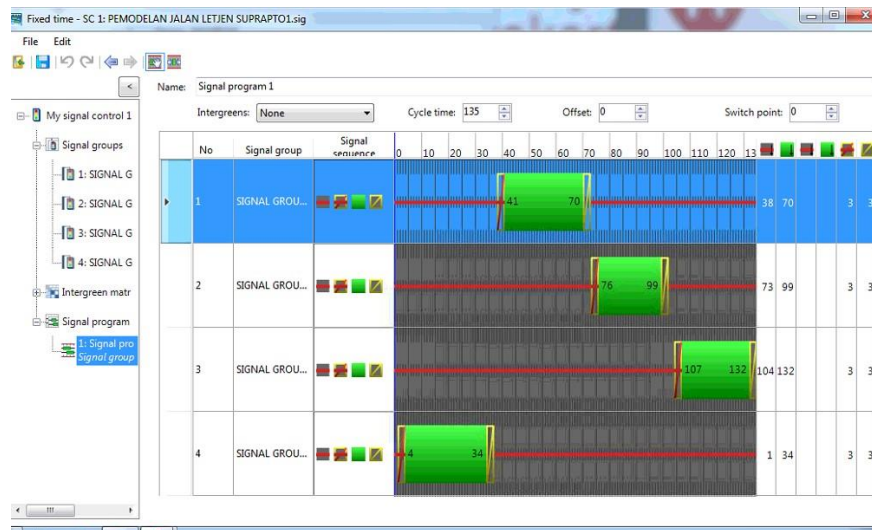 Fixed time - SC 1: PEMODELAN JALAN LETJEN SUPRAPTO1.sig
File Edit
Name: Signal program 1
My signal control 1
Intergreens: None Cycle time: 135 Offset: 0 Switch point: 0
Signal groups
No Signal group Signal sequence 0 10 20 30 40 50 60 70 80 90 100 110 120 13
1: SIGNAL G
2: SIGNAL G
3: SIGNAL G
4: SIGNAL G
Intergreen matr
Signal program
1: Signal pro
Signal group
1 SIGNAL GROU... 41 70 38 70 3 3
2 SIGNAL GROU... 76 99 73 99 3 3
3 SIGNAL GROU... 107 132 104 132 3 3
4 SIGNAL GROU... 4 34 1 34 3 3